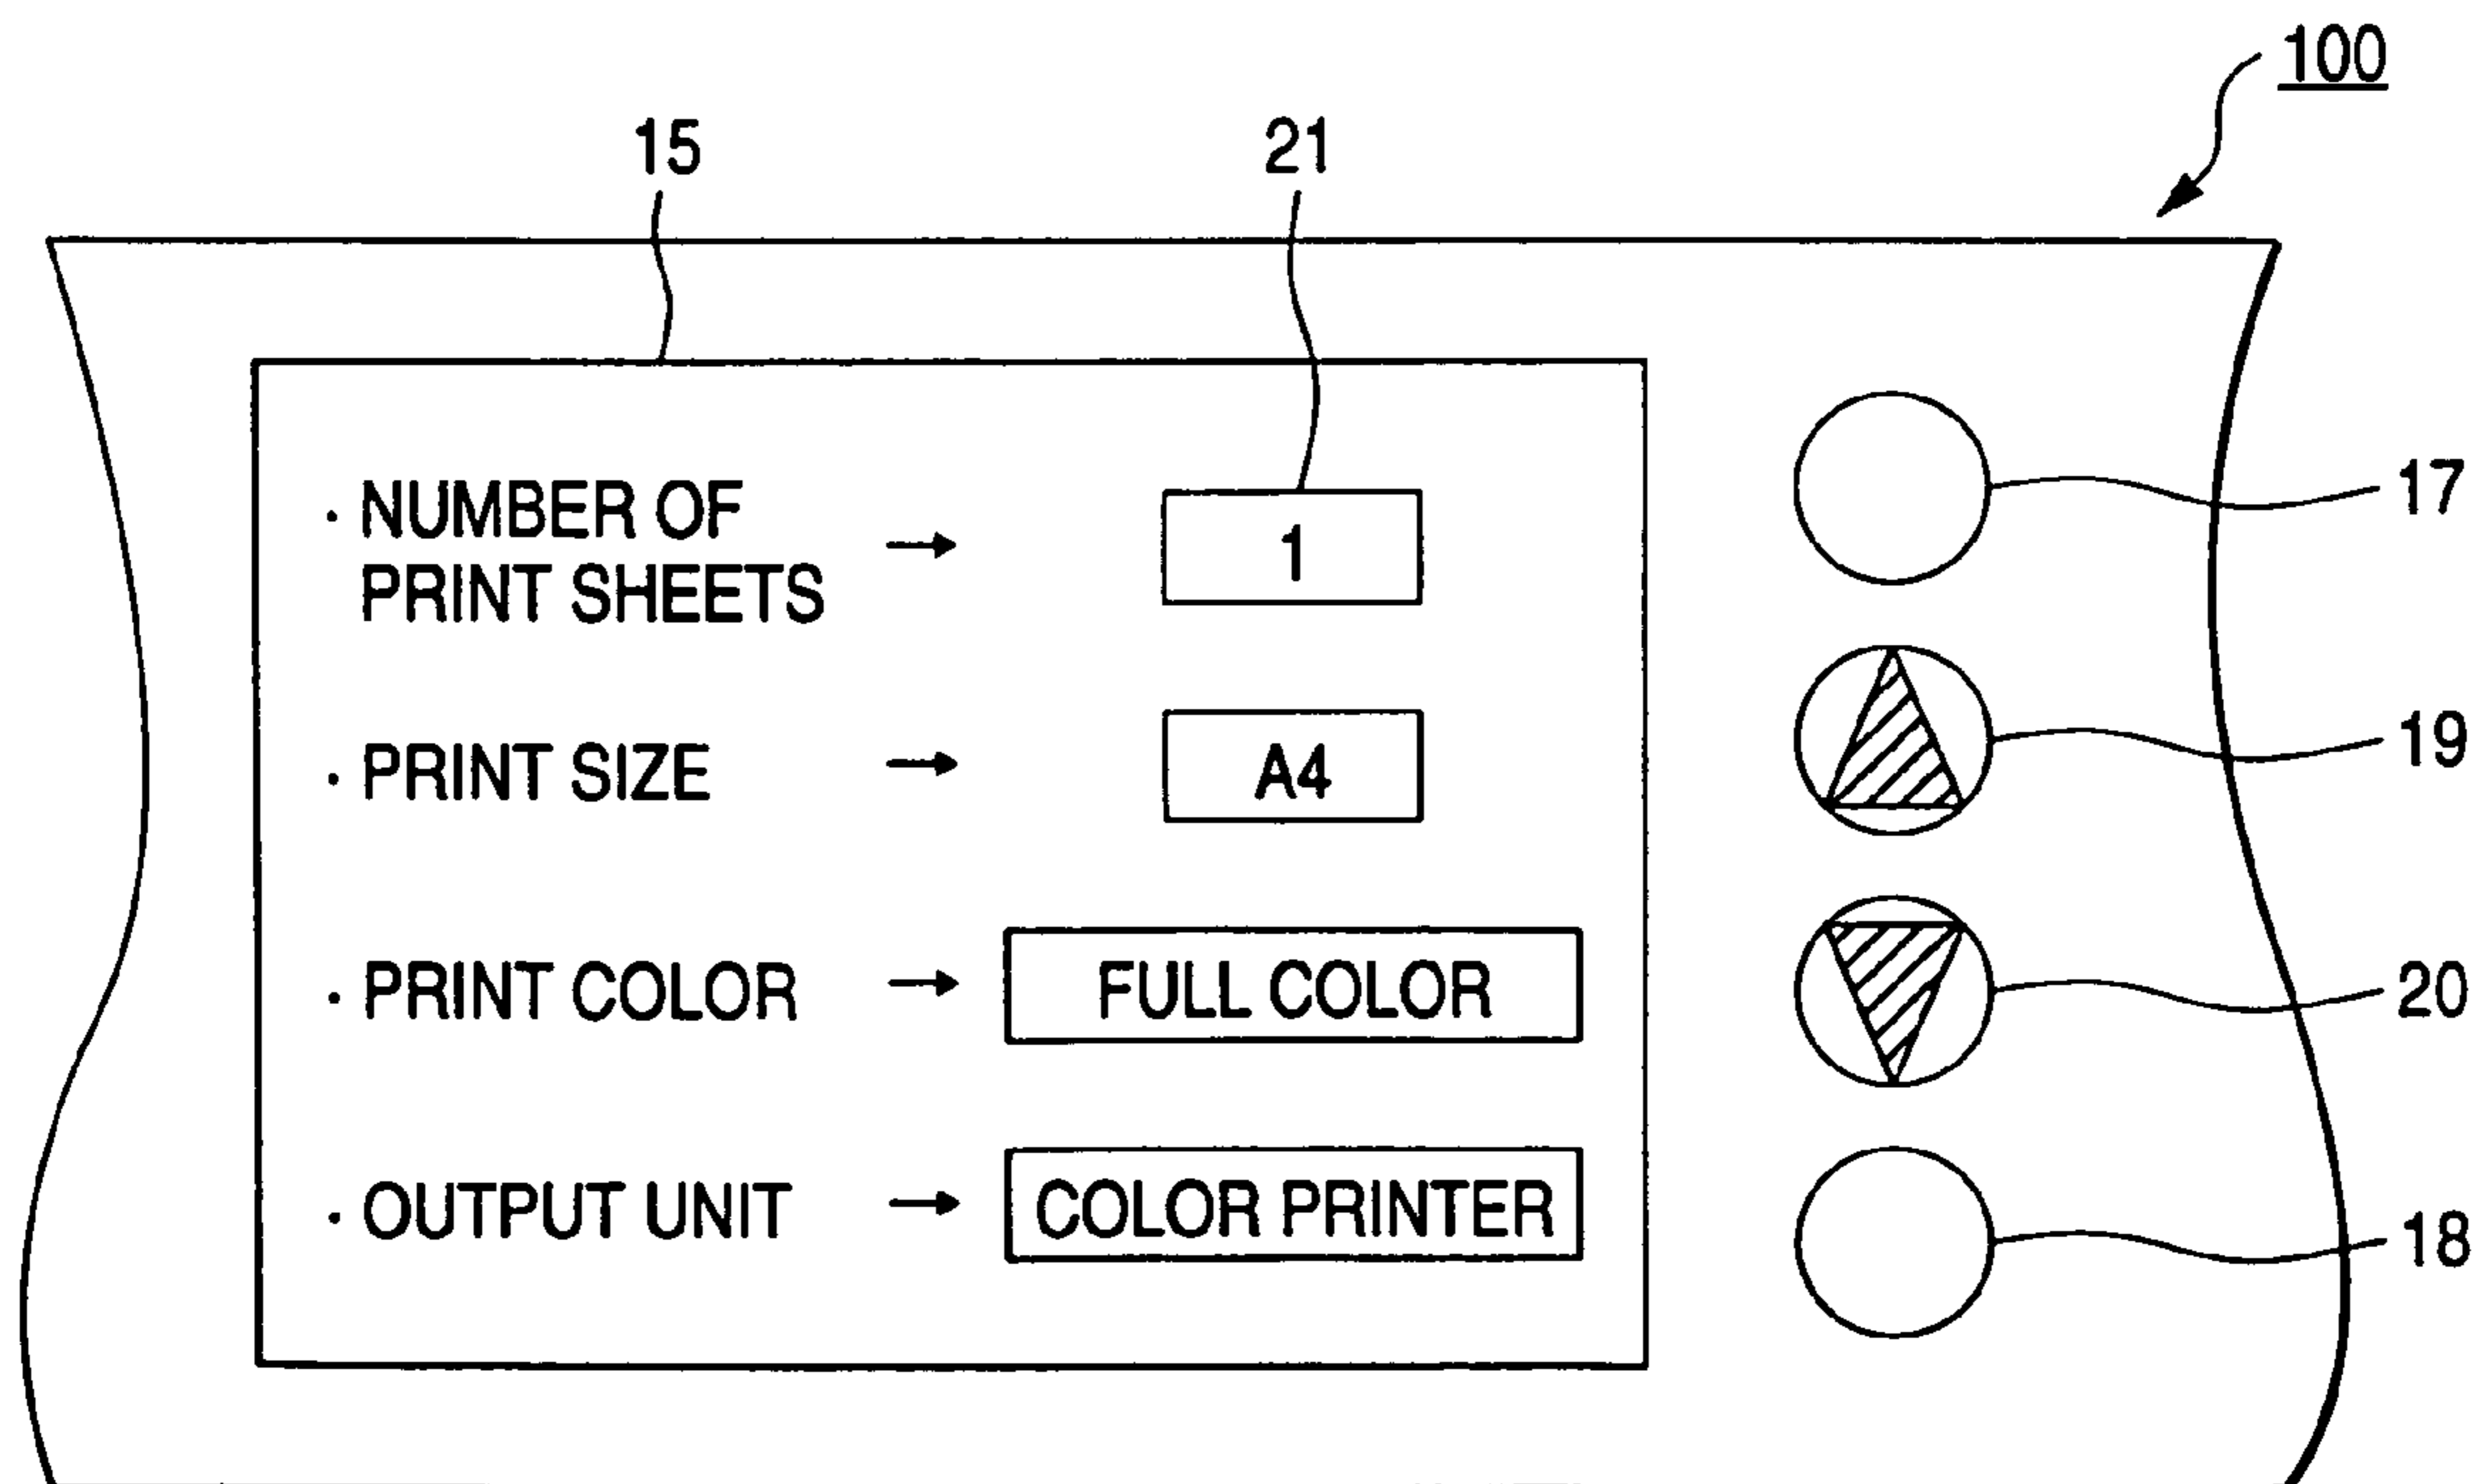 100
15
21
· NUMBER OF
PRINT SHEETS → 1
17
· PRINT SIZE → A4
19
· PRINT COLOR → FULL COLOR
20
· OUTPUT UNIT → COLOR PRINTER
18